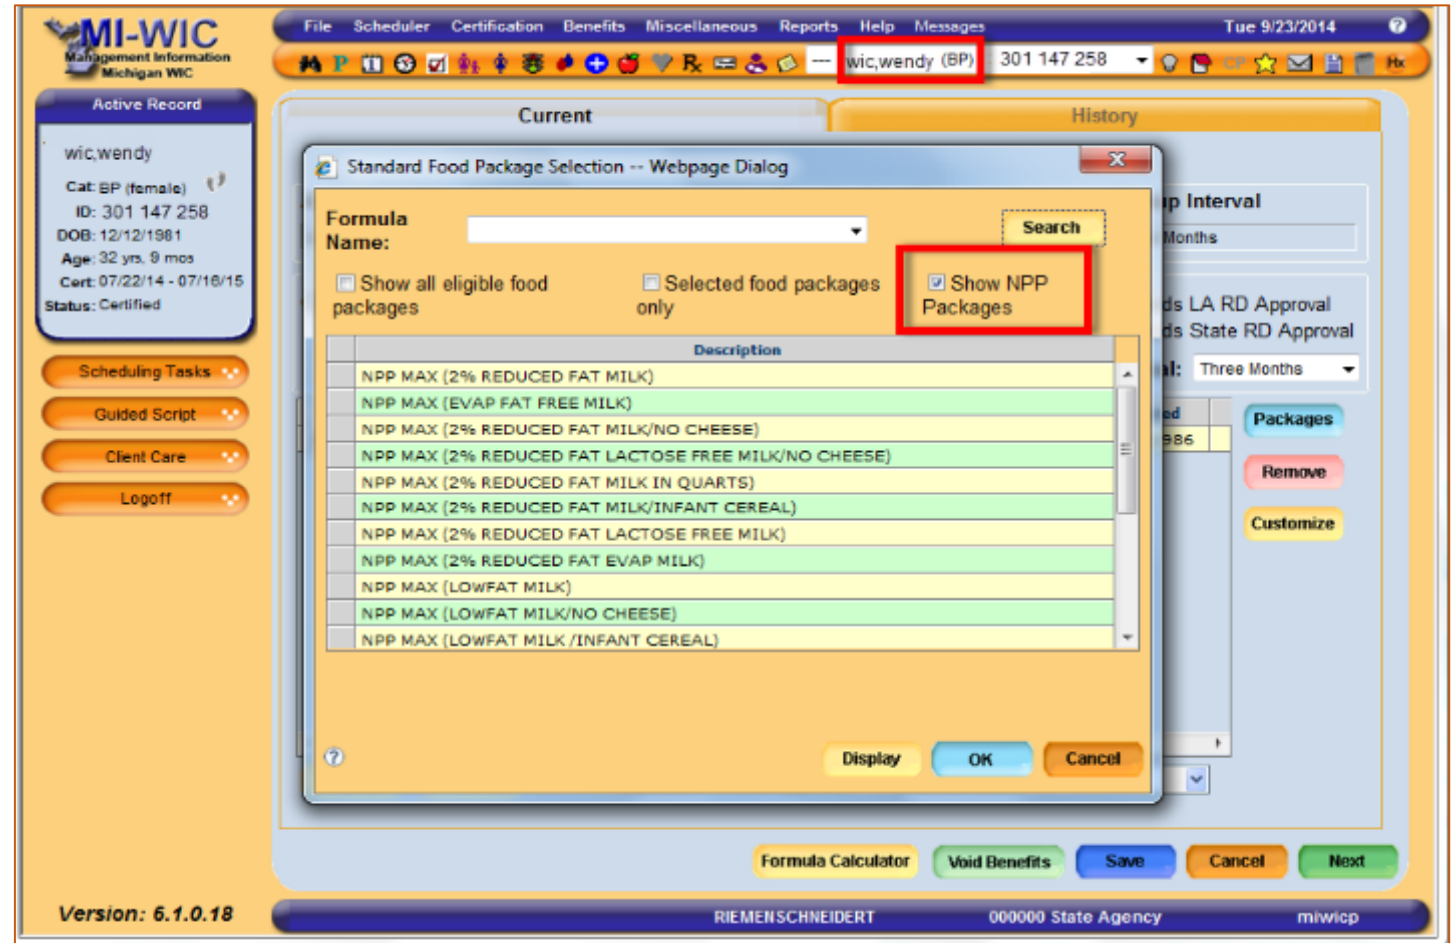 MI-WIC
Management Information
Michigan WIC
File Scheduler Certification Benefits Miscellaneous Reports Help Messages Tue 9/23/2014 ?
P Rx --- wic,wendy (BP) 301 147 258 CP Hx
Active Record
wic,wendy
Cat: BP (female)
ID: 301 147 258
DOB: 12/12/1981
Age: 32 yrs, 9 mos
Cert: 07/22/14 - 07/16/15
Status: Certified
Scheduling Tasks
Guided Script
Client Care
Logoff
Current History
Standard Food Package Selection -- Webpage Dialog
Formula
Name:
Search
Show all eligible food
packages
Selected food packages
only
Show NPP
Packages
Description
NPP MAX (2% REDUCED FAT MILK)
NPP MAX (EVAP FAT FREE MILK)
NPP MAX (2% REDUCED FAT MILK/NO CHEESE)
NPP MAX (2% REDUCED FAT LACTOSE FREE MILK/NO CHEESE)
NPP MAX (2% REDUCED FAT MILK IN QUARTS)
NPP MAX (2% REDUCED FAT MILK/INFANT CEREAL)
NPP MAX (2% REDUCED FAT LACTOSE FREE MILK)
NPP MAX (2% REDUCED FAT EVAP MILK)
NPP MAX (LOWFAT MILK)
NPP MAX (LOWFAT MILK/NO CHEESE)
NPP MAX (LOWFAT MILK /INFANT CEREAL)
? Display OK Cancel
up Interval
Months
ds LA RD Approval
ds State RD Approval
al: Three Months
ed
986
Packages
Remove
Customize
Formula Calculator Void Benefits Save Cancel Next
Version: 6.1.0.18 RIEMENSCHNEIDERT 000000 State Agency miwicp